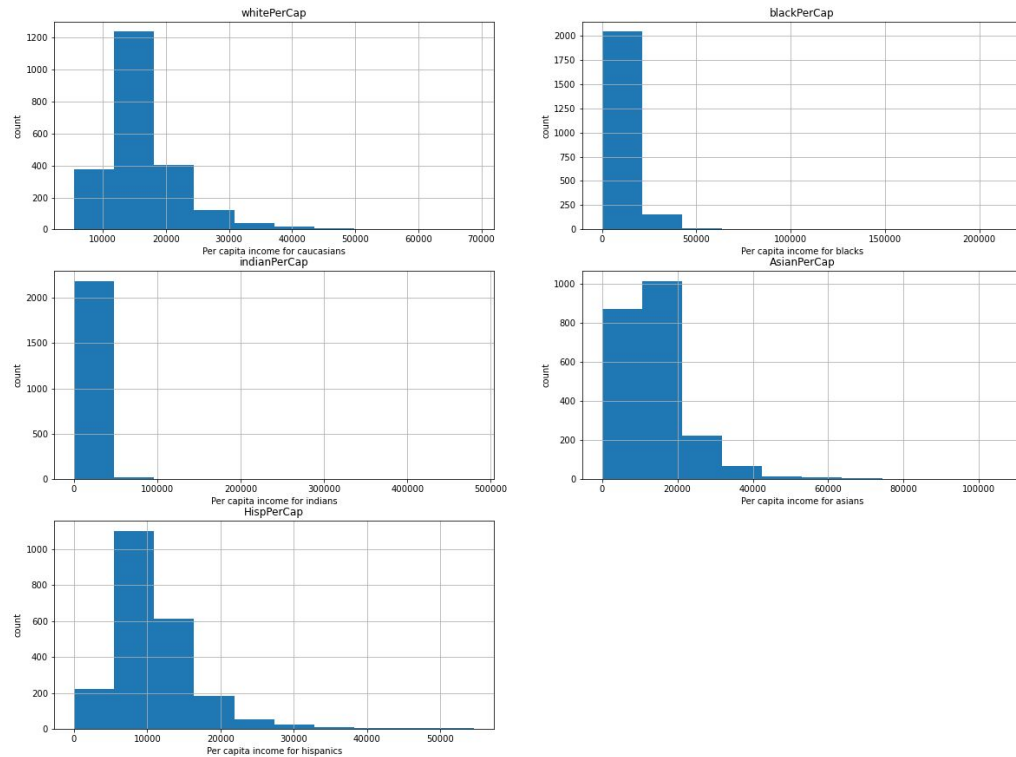 whitePerCap
1200
1000
800
600
400
200
0
count
10000 20000 30000 40000 50000 60000 70000
Per capita income for caucasians
blackPerCap
2000
1750
1500
1250
1000
750
500
250
0
count
0 50000 100000 150000 200000
Per capita income for blacks
indianPerCap
2000
1500
1000
500
0
count
0 100000 200000 300000 400000 500000
Per capita income for indians
AsianPerCap
1000
800
600
400
200
0
count
0 20000 40000 60000 80000 100000
Per capita income for asians
HispPerCap
1000
800
600
400
200
0
count
0 10000 20000 30000 40000 50000
Per capita income for hispanics